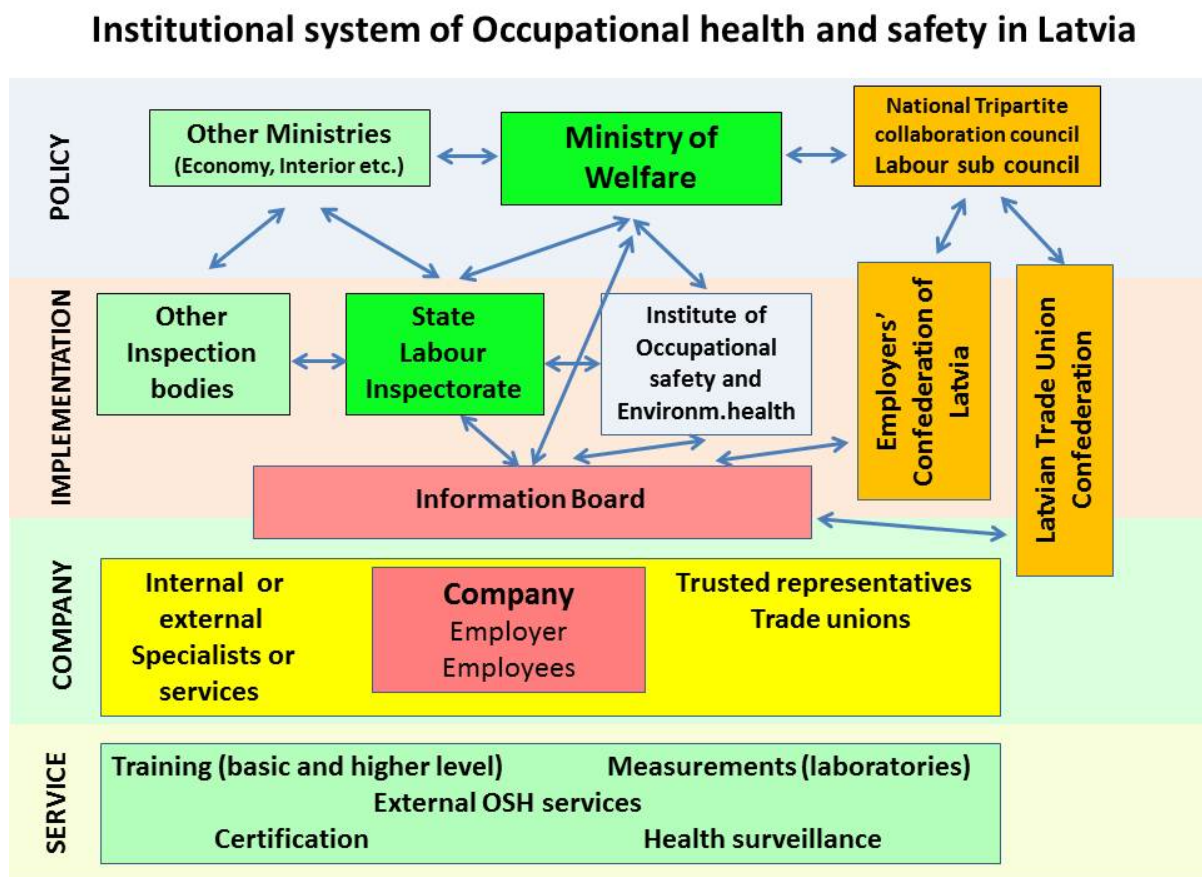 Institutional system of Occupational health and safety in Latvia
POLICY
Other Ministries
(Economy, Interior etc.)
Ministry of
Welfare
National Tripartite
collaboration council
Labour sub council
IMPLEMENTATION
Other
Inspection
bodies
State
Labour
Inspectorate
Institute of
Occupational
safety and
Environm.health
Employers’
Confederation of
Latvia
Latvian Trade Union
Confederation
Information Board
COMPANY
Internal or
external
Specialists or
services
Company
Employer
Employees
Trusted representatives
Trade unions
SERVICE
Training (basic and higher level)
Measurements (laboratories)
External OSH services
Certification
Health surveillance